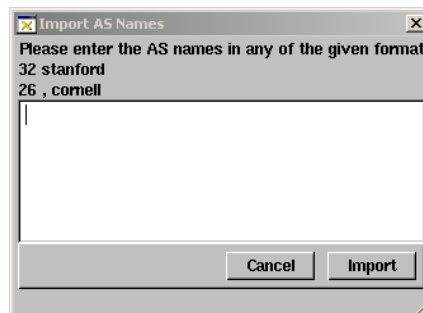 Import AS Names
Please enter the AS names in any of the given format
32 stanford
26 , cornell
Cancel Import